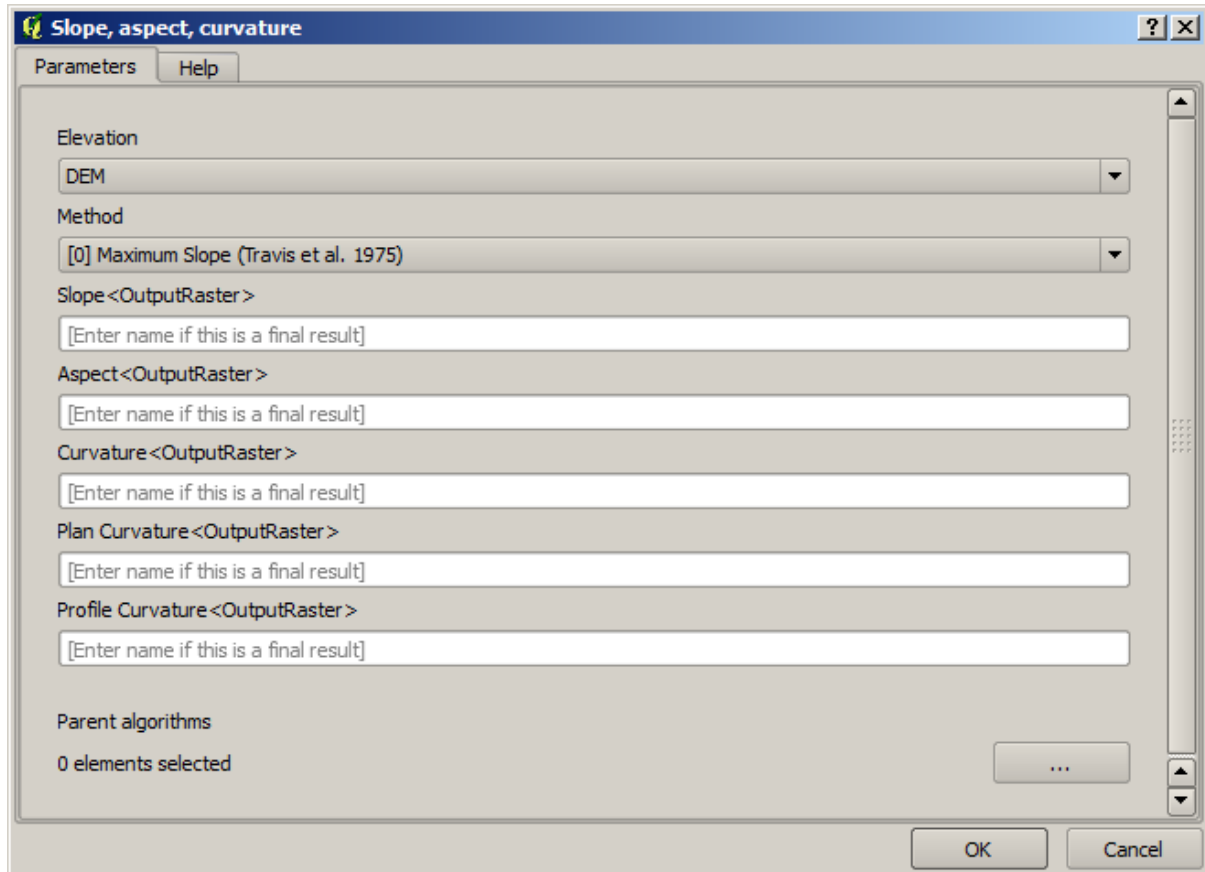 Slope, aspect, curvature
Parameters Help
Elevation
DEM
Method
[0] Maximum Slope (Travis et al. 1975)
Slope<OutputRaster>
[Enter name if this is a final result]
Aspect<OutputRaster>
[Enter name if this is a final result]
Curvature<OutputRaster>
[Enter name if this is a final result]
Plan Curvature<OutputRaster>
[Enter name if this is a final result]
Profile Curvature<OutputRaster>
[Enter name if this is a final result]
Parent algorithms
0 elements selected ...
OK Cancel